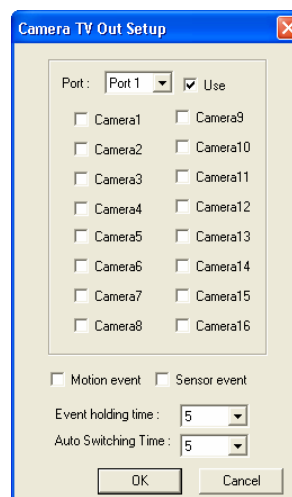 Camera TV Out Setup
Port : Port 1 Use
Camera1 Camera9
Camera2 Camera10
Camera3 Camera11
Camera4 Camera12
Camera5 Camera13
Camera6 Camera14
Camera7 Camera15
Camera8 Camera16
Motion event Sensor event
Event holding time : 5
Auto Switching Time : 5
OK Cancel